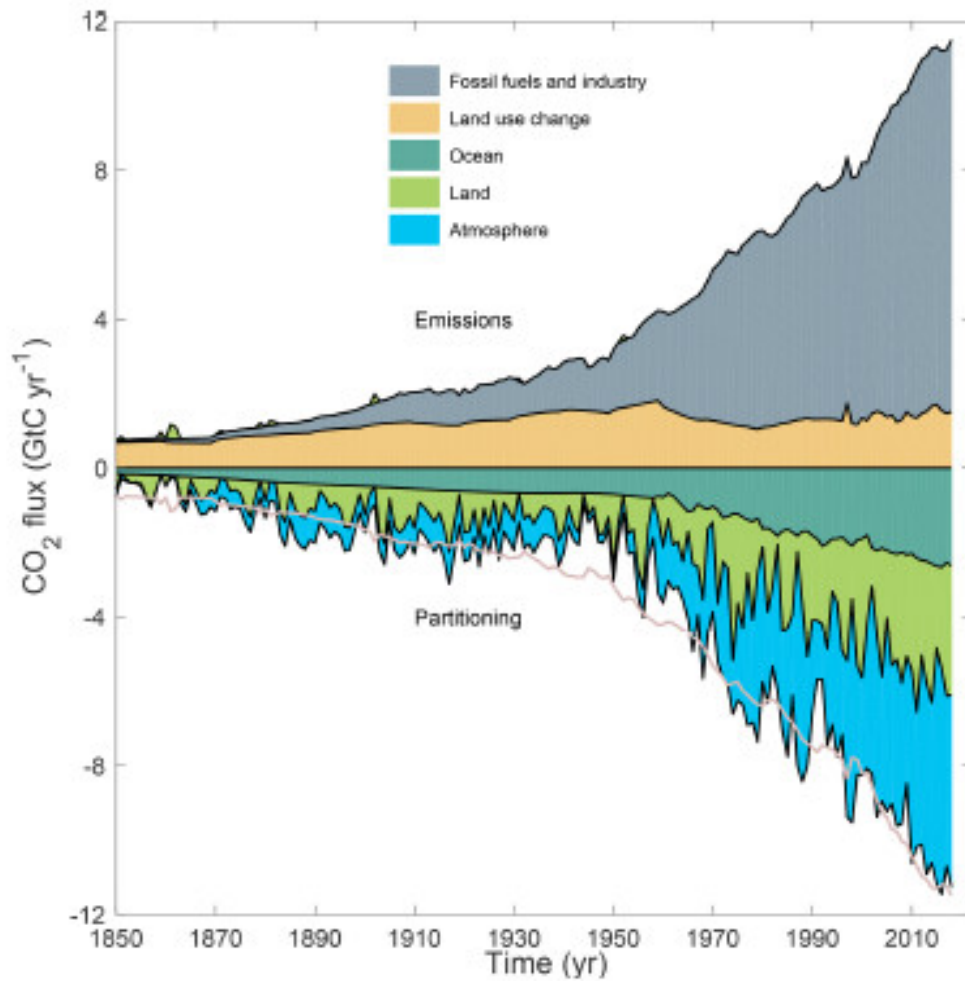 12
8
4
0
-4
-8
-12
CO2 flux (GtC yr-1)
Fossil fuels and industry
Land use change
Ocean
Land
Atmosphere
Emissions
Partitioning
1850 1870 1890 1910 1930 1950 1970 1990 2010
Time (yr)